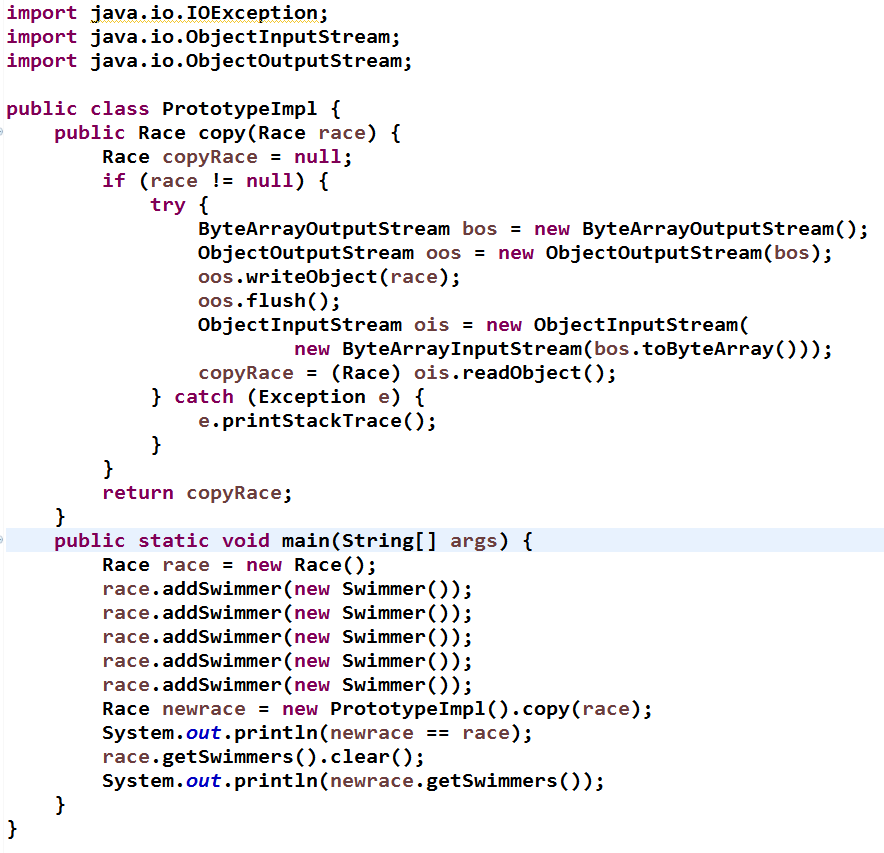 import java.io.IOException;
import java.io.ObjectInputStream;
import java.io.ObjectOutputStream;

public class PrototypeImpl {
    public Race copy(Race race) {
        Race copyRace = null;
        if (race != null) {
            try {
                ByteArrayOutputStream bos = new ByteArrayOutputStream();
                ObjectOutputStream oos = new ObjectOutputStream(bos);
                oos.writeObject(race);
                oos.flush();
                ObjectInputStream ois = new ObjectInputStream(
                        new ByteArrayInputStream(bos.toByteArray()));
                copyRace = (Race) ois.readObject();
            } catch (Exception e) {
                e.printStackTrace();
            }
        }
        return copyRace;
    }
    public static void main(String[] args) {
        Race race = new Race();
        race.addSwimmer(new Swimmer());
        race.addSwimmer(new Swimmer());
        race.addSwimmer(new Swimmer());
        race.addSwimmer(new Swimmer());
        race.addSwimmer(new Swimmer());
        Race newrace = new PrototypeImpl().copy(race);
        System.out.println(newrace == race);
        race.getSwimmers().clear();
        System.out.println(newrace.getSwimmers());
    }
}